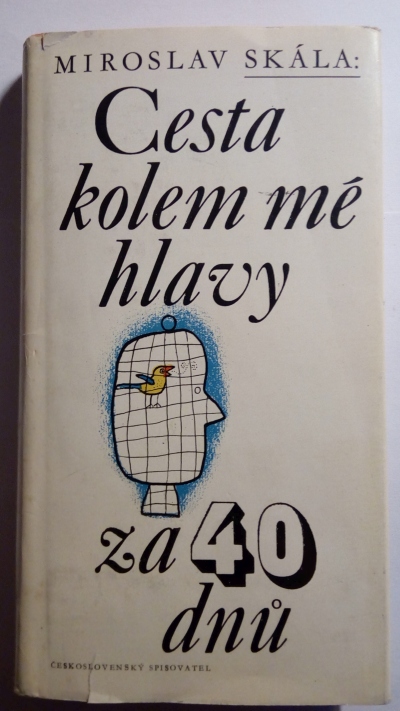 MIROSLAV SKÁLA:
Cesta
kolem mé
hlavy
za 40
dnů
ČESKOSLOVENSKÝ SPISOVATEL